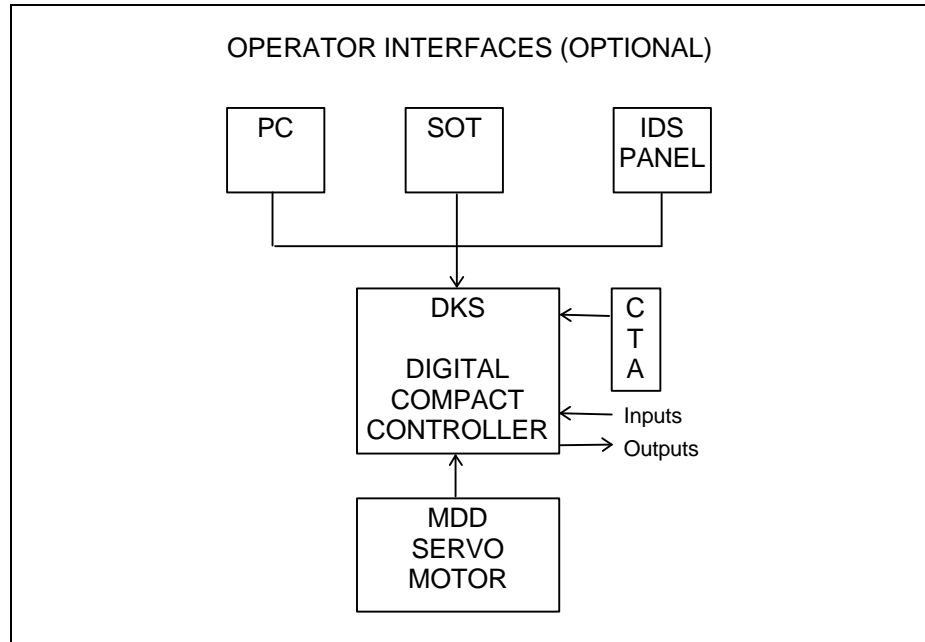 OPERATOR INTERFACES (OPTIONAL)
PC
SOT
IDS
PANEL
DKS
DIGITAL
COMPACT
CONTROLLER
C
T
A
Inputs
Outputs
MDD
SERVO
MOTOR